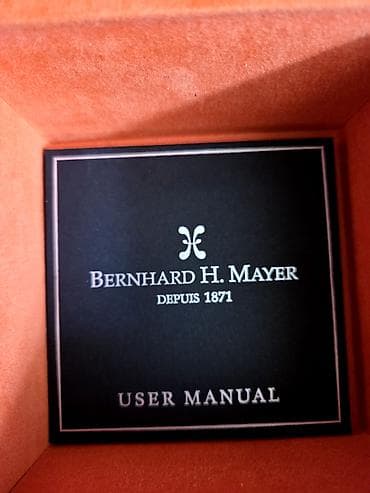 BERNHARD H. MAYER
DEPUIS 1871
USER MANUAL